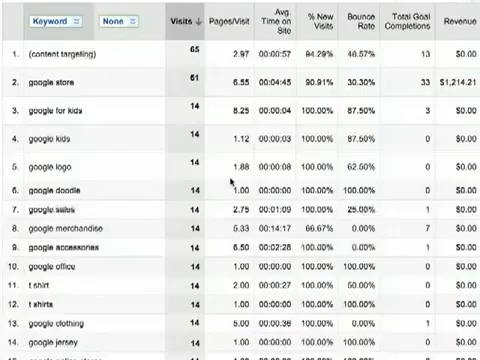 Keyword None Visits Pages/Visit Avg. Time on Site % New Visits Bounce Rate Total Goal Completions Revenue
1. (content targeting) 65 2.97 00:00:57 94.29% 48.57% 13 $0.00
2. google store 61 6.55 00:04:45 90.91% 30.30% 33 $1,214.21
3. google for kids 14 8.25 00:00:04 100.00% 87.50% 3 $0.00
4. google kids 14 1.12 00:00:03 100.00% 87.50% 0 $0.00
5. google logo 14 1.88 00:00:08 100.00% 62.50% 0 $0.00
6. google doodle 14 1.00 00:00:00 100.00% 100.00% 0 $0.00
7. google sales 14 2.75 00:01:09 100.00% 25.00% 1 $0.00
8. google merchandise 14 5.33 00:14:17 66.67% 0.00% 7 $0.00
9. google accessories 14 6.50 00:02:28 100.00% 0.00% 1 $0.00
10. google office 14 1.00 00:00:00 100.00% 100.00% 0 $0.00
11. t shirt 14 2.00 00:00:27 100.00% 50.00% 0 $0.00
12. t shirts 14 1.00 00:00:00 100.00% 100.00% 0 $0.00
13. google clothing 14 5.00 00:00:36 100.00% 0.00% 1 $0.00
14. google jersey 14 1.00 00:00:00 100.00% 100.00% 0 $0.00